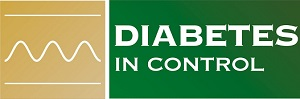 DIABETES
IN CONTROL